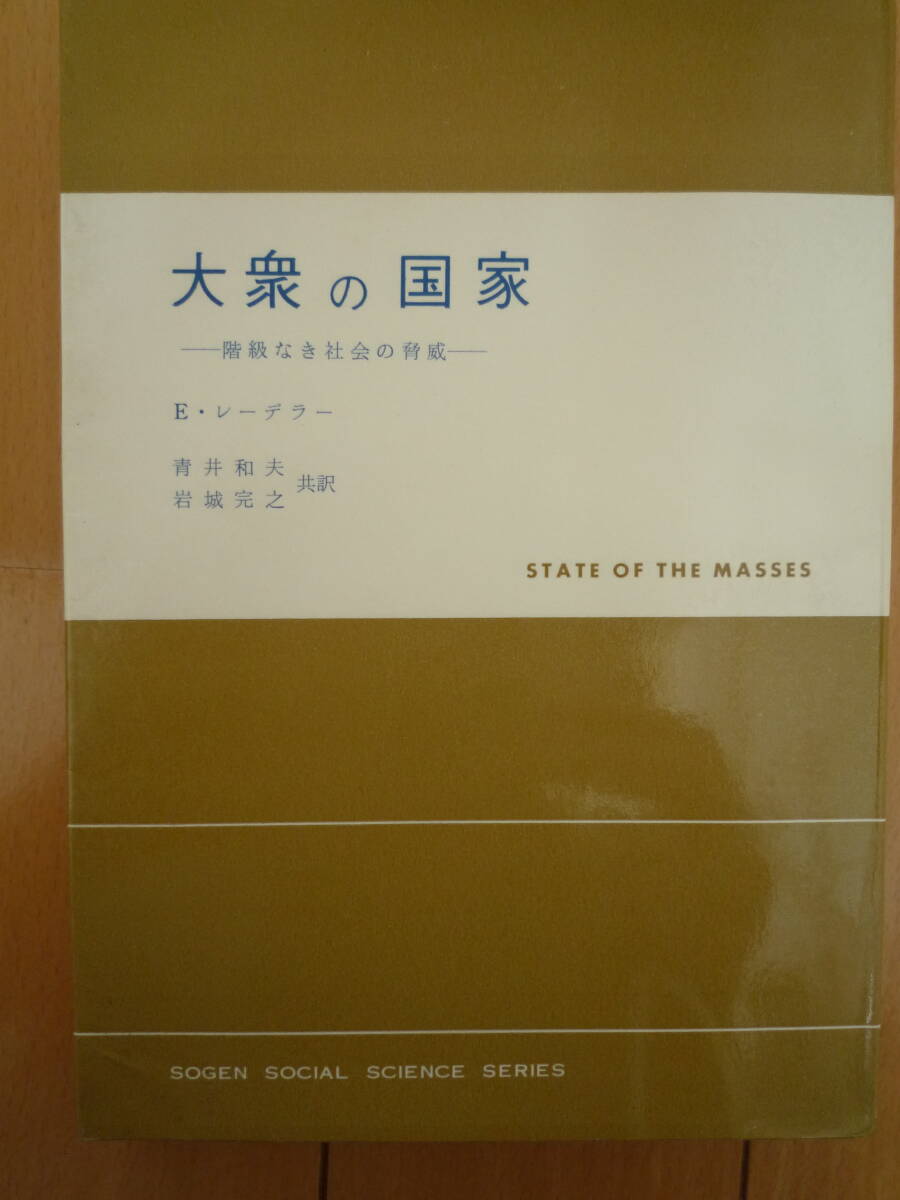 大衆の国家
——階級なき社会の脅威——
E・レーデラー
青井和夫
岩城完之
共訳
STATE OF THE MASSES
SOGEN SOCIAL SCIENCE SERIES